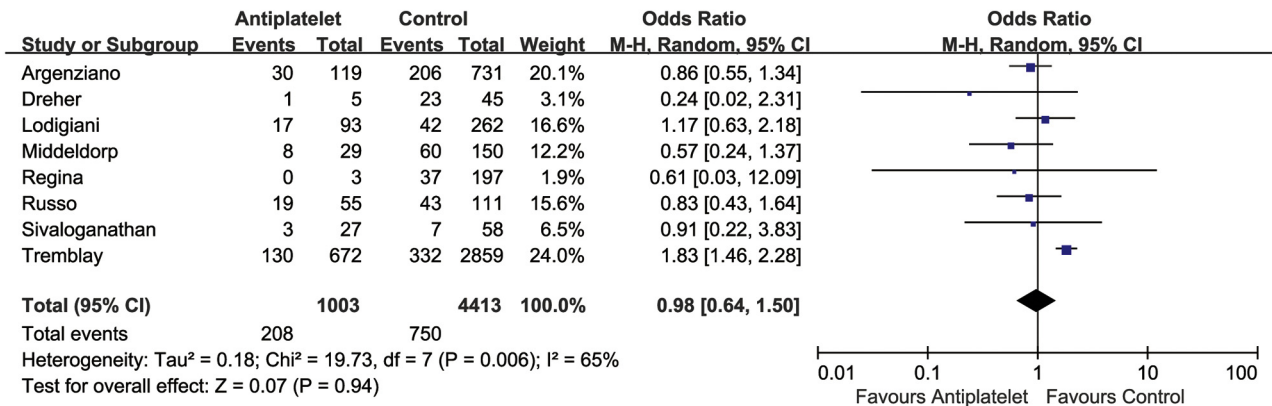 Antiplatelet Control Odds Ratio Odds Ratio
Study or Subgroup Events Total Events Total Weight M-H, Random, 95% CI M-H, Random, 95% CI
Argenziano 30 119 206 731 20.1% 0.86 [0.55, 1.34]
Dreher 1 5 23 45 3.1% 0.24 [0.02, 2.31]
Lodigiani 17 93 42 262 16.6% 1.17 [0.63, 2.18]
Middeldorp 8 29 60 150 12.2% 0.57 [0.24, 1.37]
Regina 0 3 37 197 1.9% 0.61 [0.03, 12.09]
Russo 19 55 43 111 15.6% 0.83 [0.43, 1.64]
Sivaloganathan 3 27 7 58 6.5% 0.91 [0.22, 3.83]
Tremblay 130 672 332 2859 24.0% 1.83 [1.46, 2.28]
Total (95% CI) 1003 4413 100.0% 0.98 [0.64, 1.50]
Total events 208 750
Heterogeneity: Tau² = 0.18; Chi² = 19.73, df = 7 (P = 0.006); I² = 65%
Test for overall effect: Z = 0.07 (P = 0.94)
0.01 0.1 1 10 100
Favours Antiplatelet Favours Control